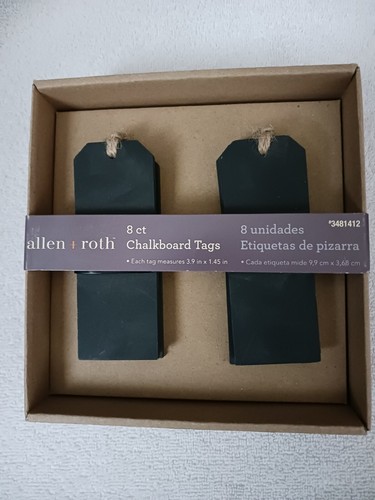 allen + roth
8 ct
Chalkboard Tags
• Each tag measures 3.9 in x 1.45 in
#3481412
8 unidades
Etiquetas de pizarra
• Cada etiqueta mide 9,9 cm x 3,68 cm